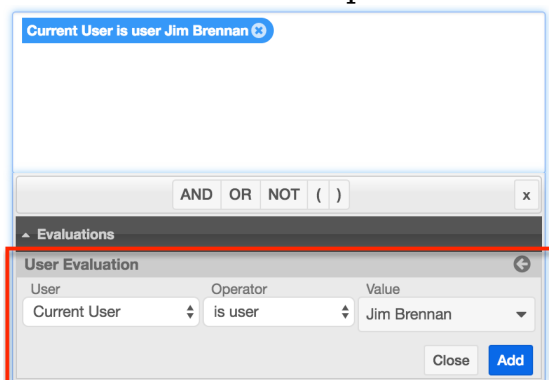 Current User is user Jim Brennan
AND OR NOT ( ) x
Evaluations
User Evaluation
User Operator Value
Current User is user Jim Brennan
Close Add